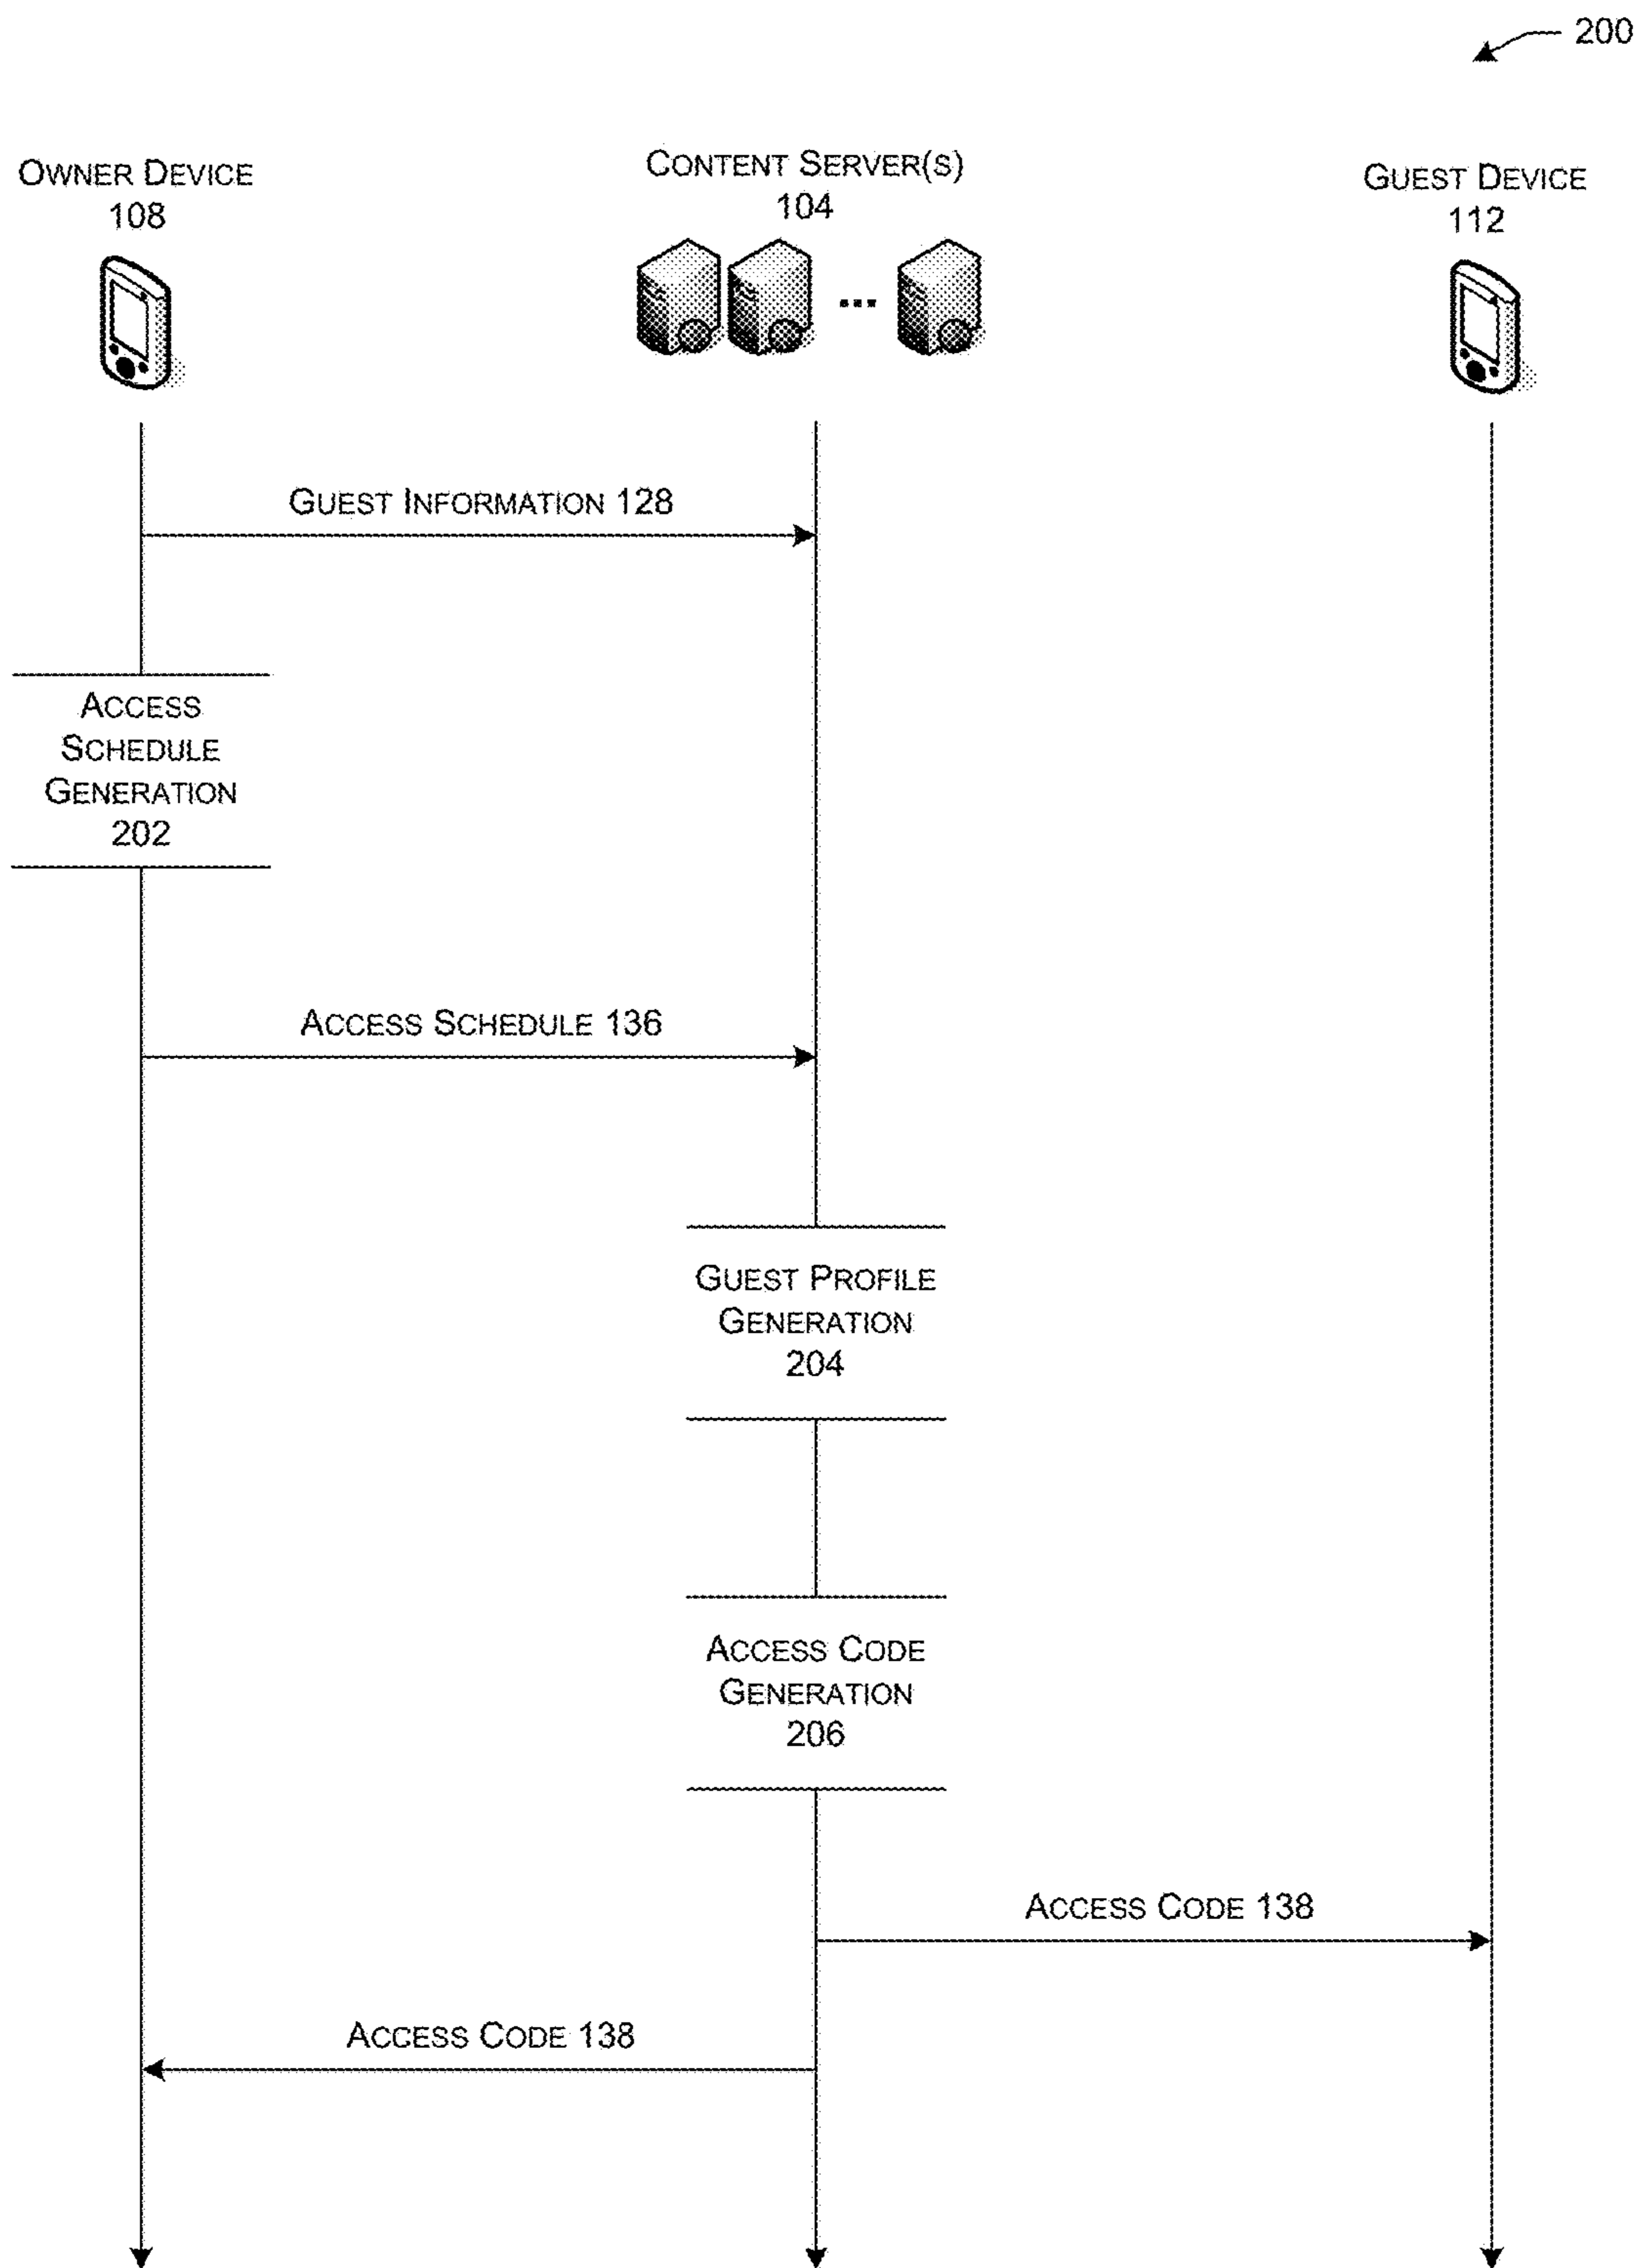 200
OWNER DEVICE
108
CONTENT SERVER(S)
104
GUEST DEVICE
112
GUEST INFORMATION 128
ACCESS
SCHEDULE
GENERATION
202
ACCESS SCHEDULE 136
GUEST PROFILE
GENERATION
204
ACCESS CODE
GENERATION
206
ACCESS CODE 138
ACCESS CODE 138